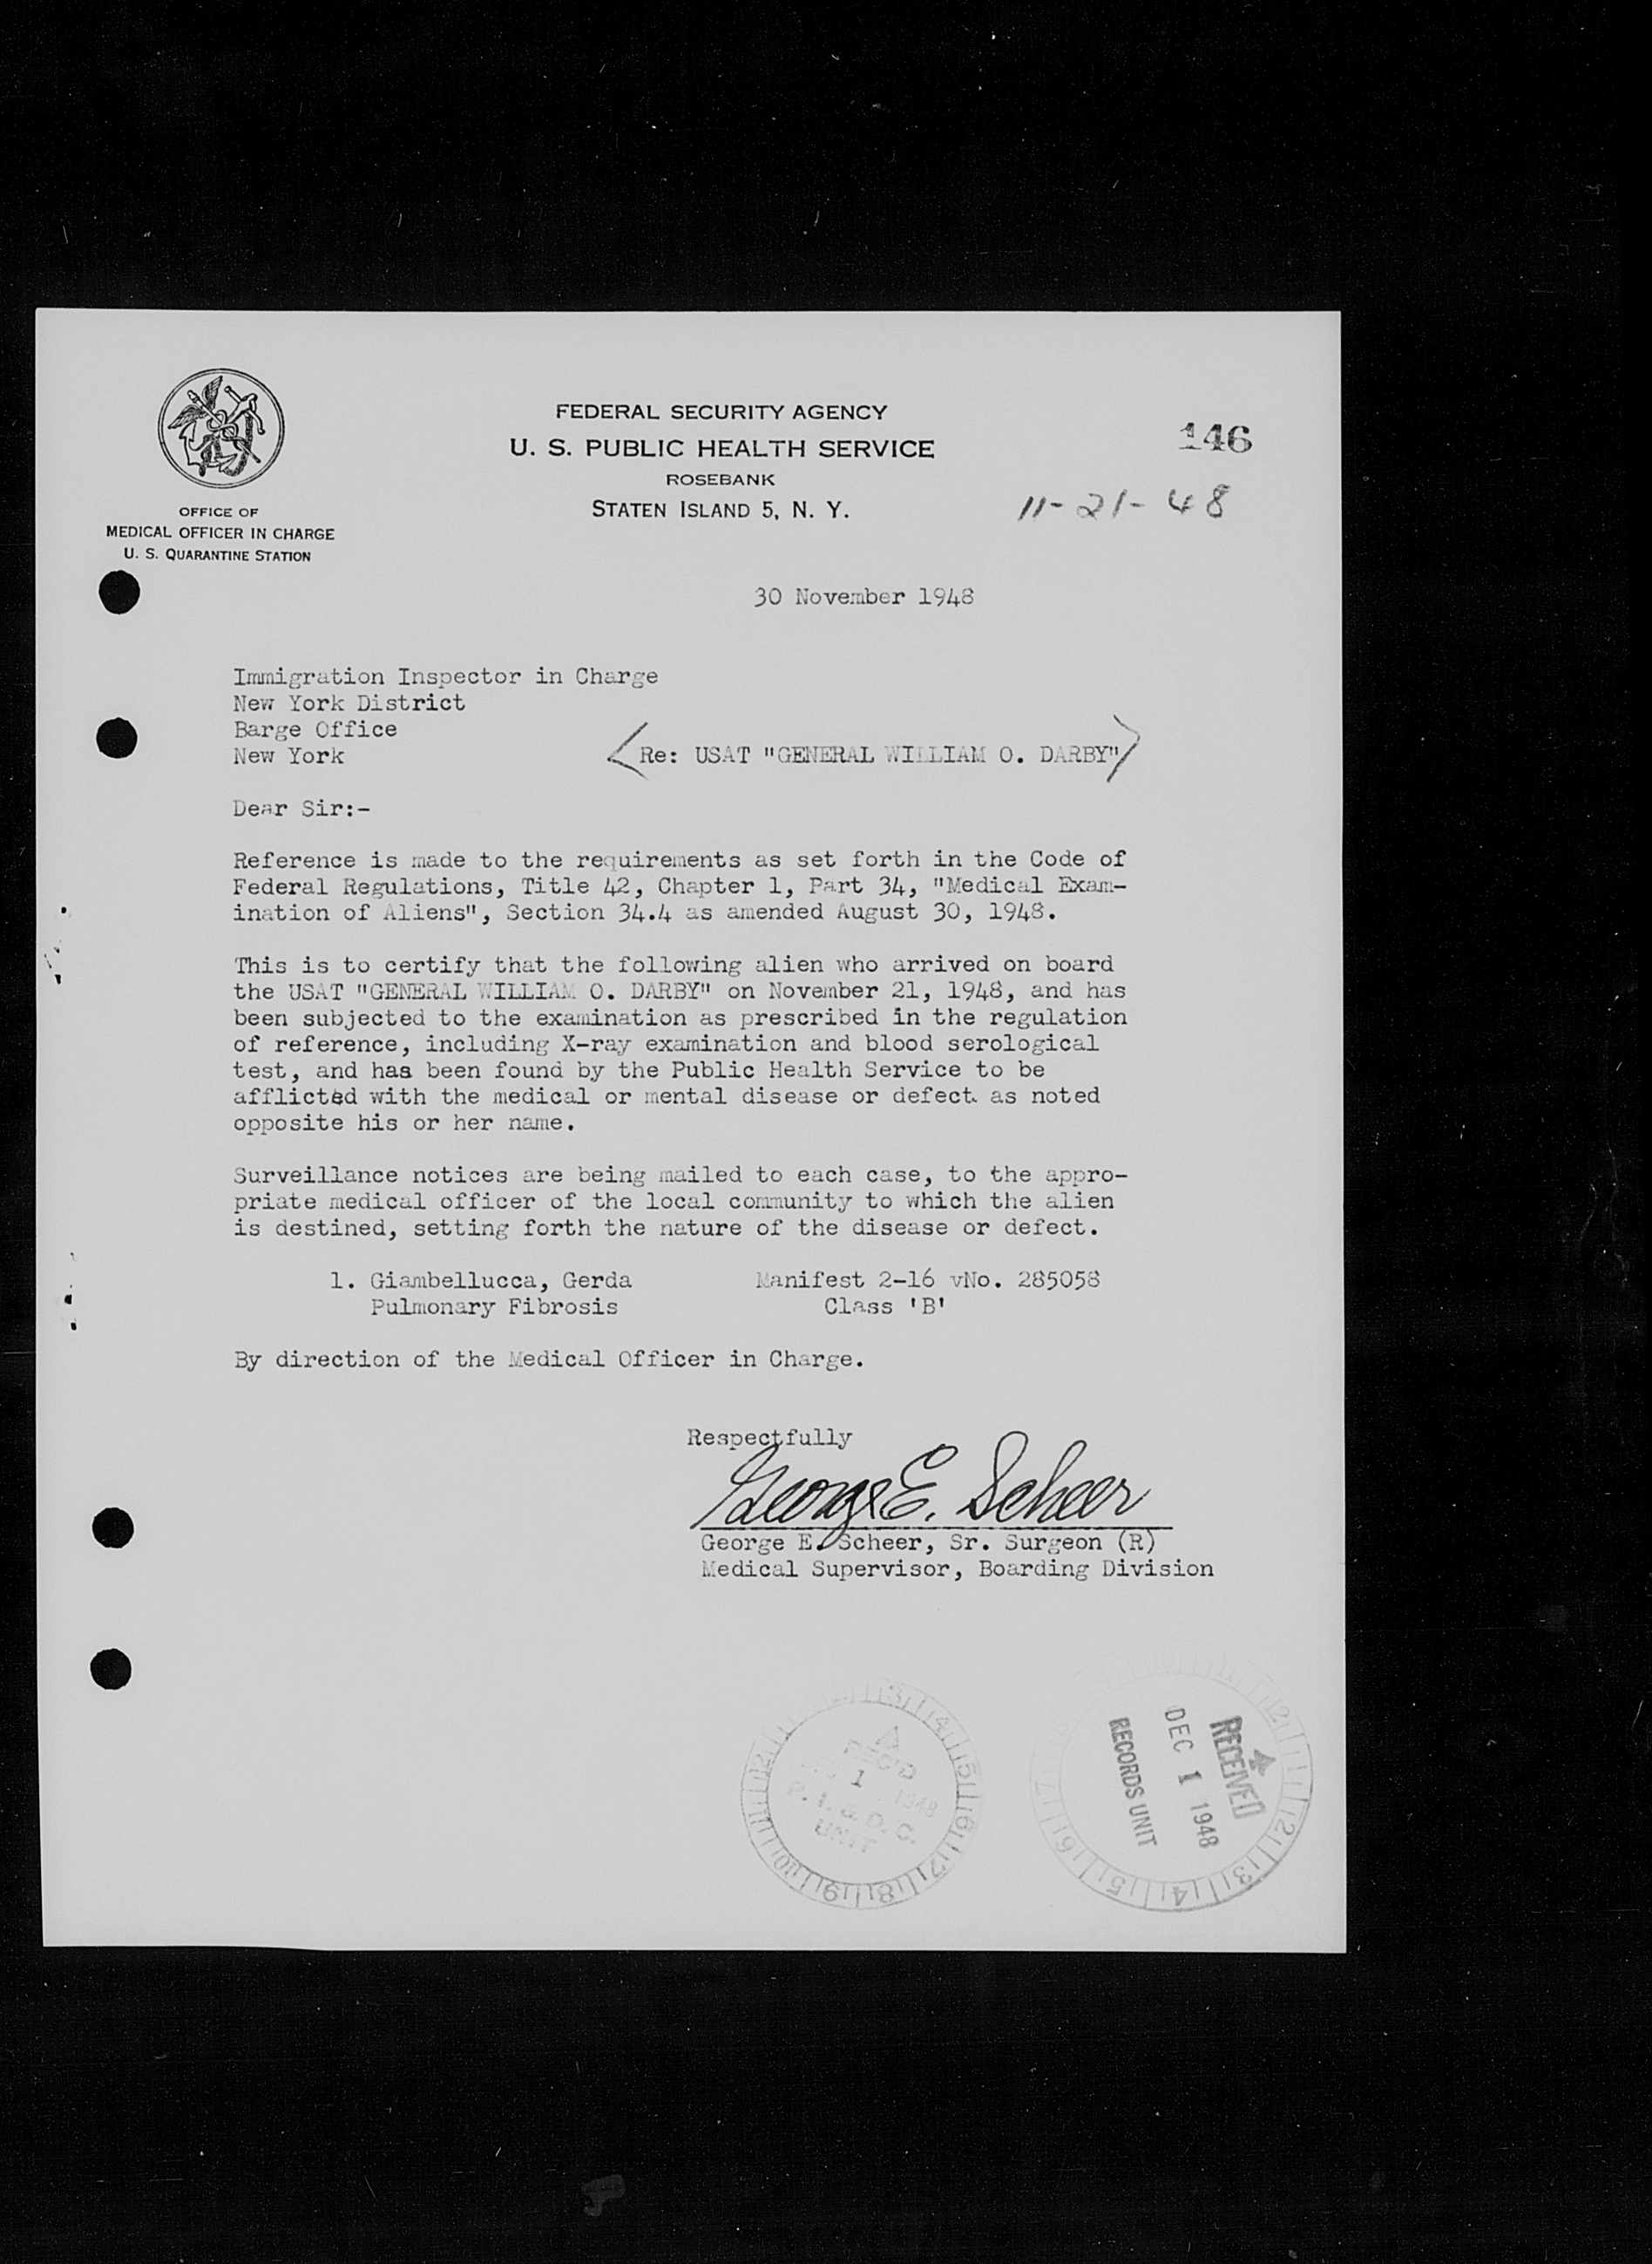 FEDERAL SECURITY AGENCY
U. S. PUBLIC HEALTH SERVICE
ROSEBANK
STATEN ISLAND 5, N. Y.
146
11-21-48
OFFICE OF
MEDICAL OFFICER IN CHARGE
U. S. QUARANTINE STATION
30 November 1948
Immigration Inspector in Charge
New York District
Barge Office
New York
Re: USAT "GENERAL WILLIAM O. DARBY"
Dear Sir:-
Reference is made to the requirements as set forth in the Code of
Federal Regulations, Title 42, Chapter 1, Part 34, "Medical Exam-
ination of Aliens", Section 34.4 as amended August 30, 1948.
This is to certify that the following alien who arrived on board
the USAT "GENERAL WILLIAM O. DARBY" on November 21, 1948, and has
been subjected to the examination as prescribed in the regulation
of reference, including X-ray examination and blood serological
test, and has been found by the Public Health Service to be
afflicted with the medical or mental disease or defect as noted
opposite his or her name.
Surveillance notices are being mailed to each case, to the appro-
priate medical officer of the local community to which the alien
is destined, setting forth the nature of the disease or defect.
1. Giambellucca, Gerda Manifest 2-16 vNo. 285058
Pulmonary Fibrosis Class 'B'
By direction of the Medical Officer in Charge.
Respectfully
George E. Scheer
George E. Scheer, Sr. Surgeon (R)
Medical Supervisor, Boarding Division
REC'D
1 1948
UNIT
RECEIVED
DEC 1 1948
RECORDS UNIT